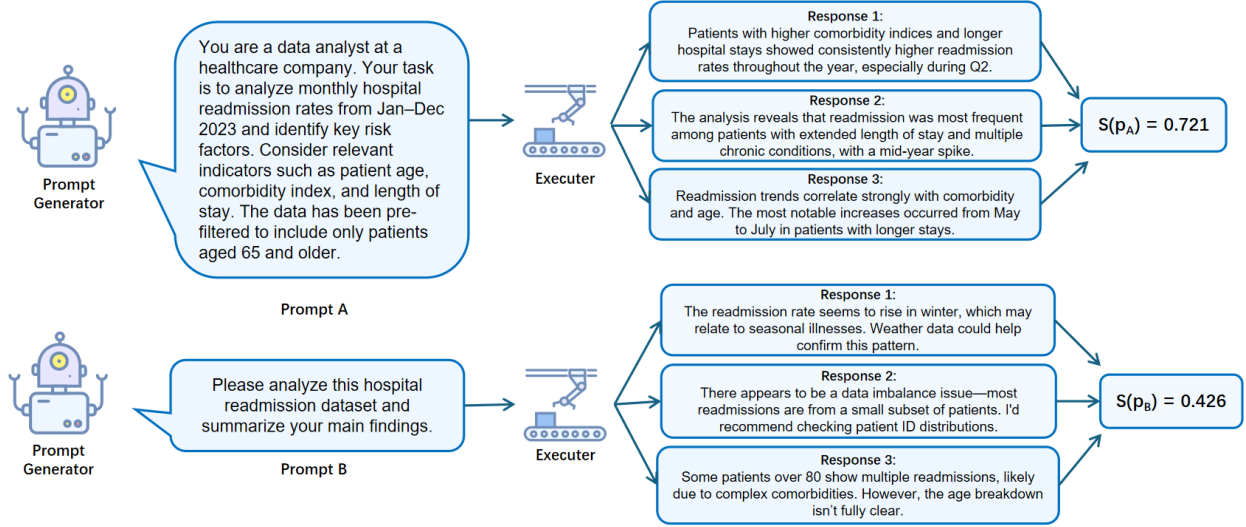 Prompt
Generator
You are a data analyst at a
healthcare company. Your task
is to analyze monthly hospital
readmission rates from Jan–Dec
2023 and identify key risk
factors. Consider relevant
indicators such as patient age,
comorbidity index, and length of
stay. The data has been pre-
filtered to include only patients
aged 65 and older.
Prompt A
Executer
Response 1:
Patients with higher comorbidity indices and longer
hospital stays showed consistently higher readmission
rates throughout the year, especially during Q2.
Response 2:
The analysis reveals that readmission was most frequent
among patients with extended length of stay and multiple
chronic conditions, with a mid-year spike.
Response 3:
Readmission trends correlate strongly with comorbidity
and age. The most notable increases occurred from May
to July in patients with longer stays.
S(pA) = 0.721
Prompt
Generator
Please analyze this hospital
readmission dataset and
summarize your main findings.
Prompt B
Executer
Response 1:
The readmission rate seems to rise in winter, which may
relate to seasonal illnesses. Weather data could help
confirm this pattern.
Response 2:
There appears to be a data imbalance issue—most
readmissions are from a small subset of patients. I'd
recommend checking patient ID distributions.
Response 3:
Some patients over 80 show multiple readmissions, likely
due to complex comorbidities. However, the age breakdown
isn't fully clear.
S(pB) = 0.426